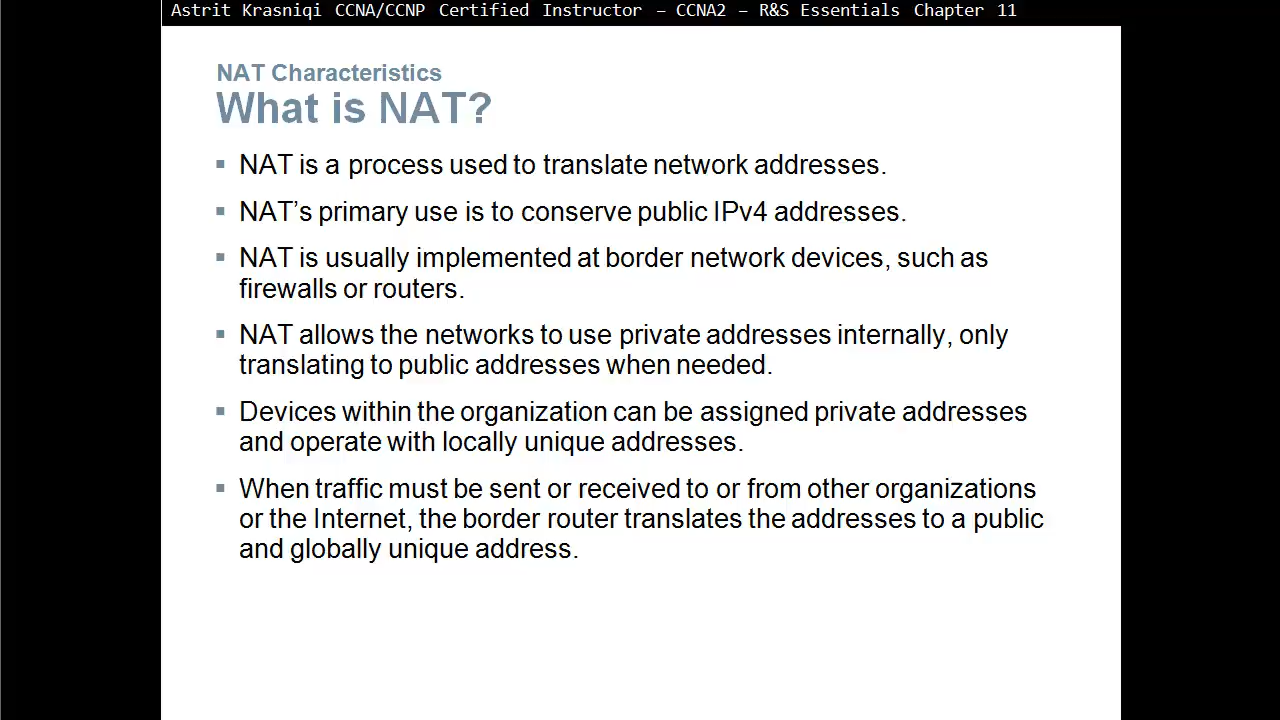 Astrit Krasniqi CCNA/CCNP Certified Instructor – CCNA2 – R&S Essentials Chapter 11
NAT Characteristics
What is NAT?
▪ NAT is a process used to translate network addresses.
▪ NAT’s primary use is to conserve public IPv4 addresses.
▪ NAT is usually implemented at border network devices, such as
firewalls or routers.
▪ NAT allows the networks to use private addresses internally, only
translating to public addresses when needed.
▪ Devices within the organization can be assigned private addresses
and operate with locally unique addresses.
▪ When traffic must be sent or received to or from other organizations
or the Internet, the border router translates the addresses to a public
and globally unique address.